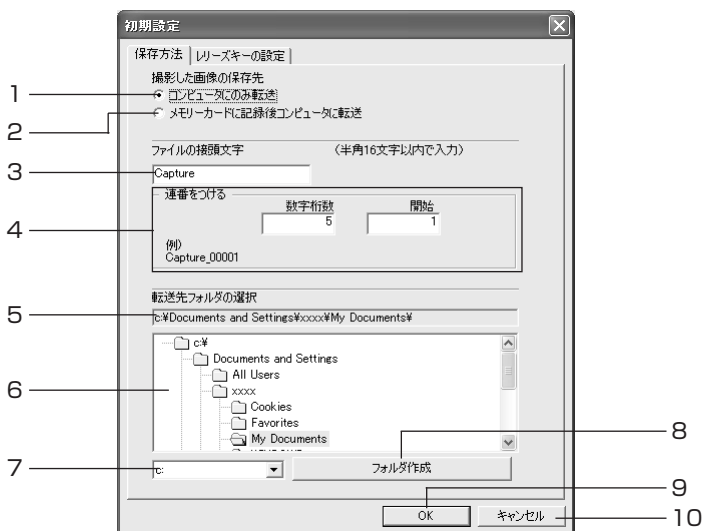 初期設定
保存方法 レリーズキーの設定
撮影した画像の保存先
1
コンピュータにのみ転送
2
メモリーカードに記録後コンピュータに転送
ファイルの接頭文字 (半角16文字以内で入力)
3
Capture
連番をつける
数字桁数 開始
4
5 1
例)
Capture_00001
転送先フォルダの選択
5
c:¥Documents and Settings¥xxxx¥My Documents¥
6
c:¥
Documents and Settings
All Users
xxxx
Cookies
Favorites
My Documents
7
c:
フォルダ作成
8
OK
9
キャンセル
10